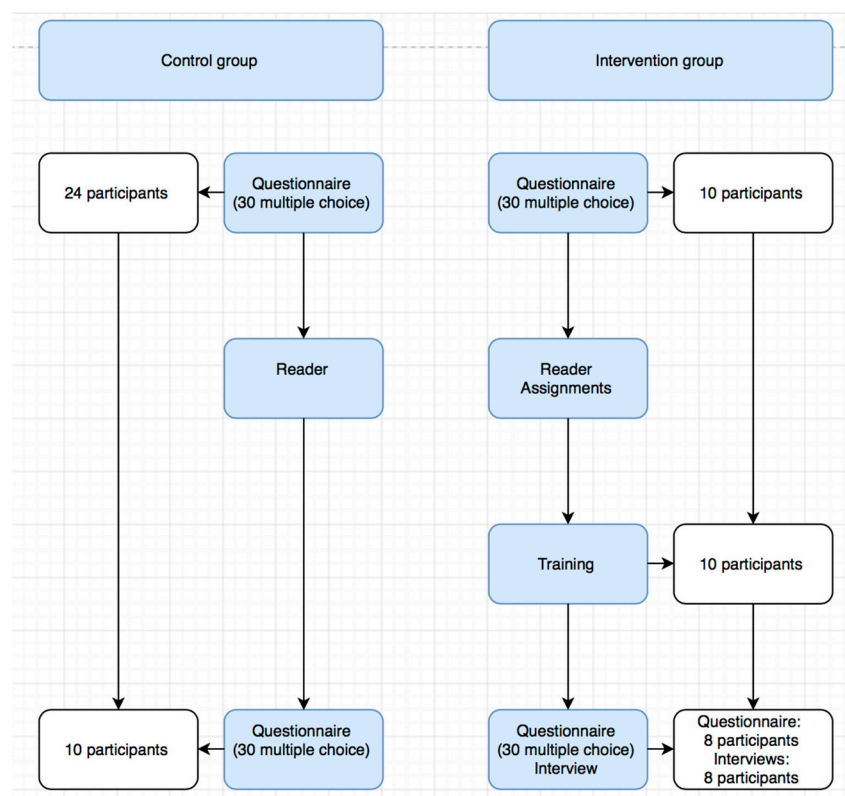 Control group
Intervention group
24 participants
Questionnaire
(30 multiple choice)
Questionnaire
(30 multiple choice)
10 participants
Reader
Reader
Assignments
Training
10 participants
10 participants
Questionnaire
(30 multiple choice)
Questionnaire
(30 multiple choice)
Interview
Questionnaire:
8 participants
Interviews:
8 participants